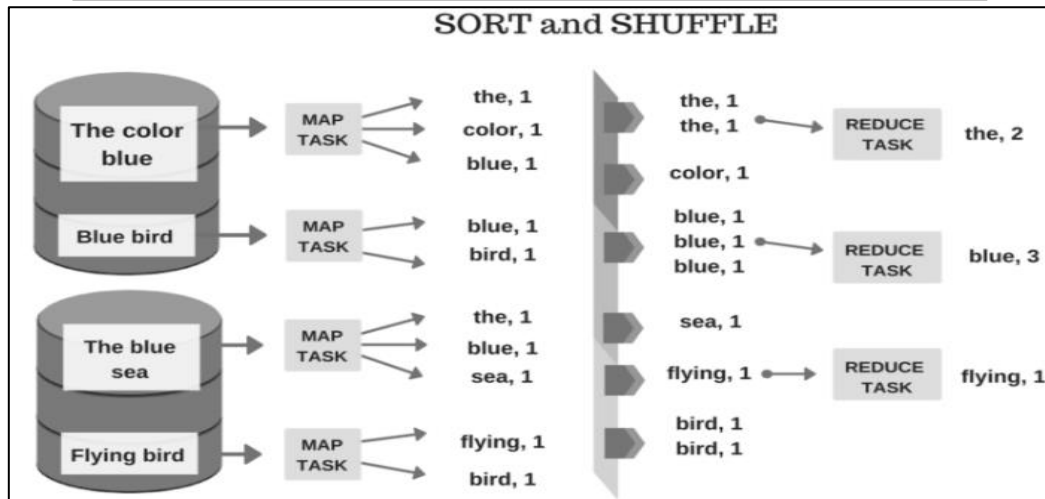 SORT and SHUFFLE
The color
blue
Blue bird
The blue
sea
Flying bird
MAP
TASK
MAP
TASK
MAP
TASK
MAP
TASK
the, 1
color, 1
blue, 1
blue, 1
bird, 1
the, 1
blue, 1
sea, 1
flying, 1
bird, 1
the, 1
the, 1
color, 1
blue, 1
blue, 1
blue, 1
sea, 1
flying, 1
bird, 1
bird, 1
REDUCE
TASK
REDUCE
TASK
REDUCE
TASK
the, 2
blue, 3
flying, 1